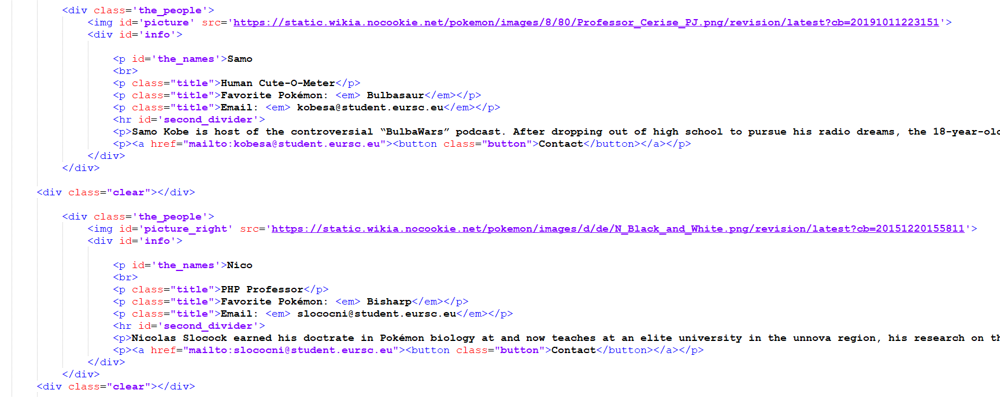 <div class='the_people'>
<img id='picture' src='https://static.wikia.nocookie.net/pokemon/images/8/80/Professor_Cerise_PJ.png/revision/latest?cb=20191011223151'>
<div id='info'>
<p id='the_names'>Samo
<br>
<p class="title">Human Cute-O-Meter</p>
<p class="title">Favorite Pokémon: <em> Bulbasaur</em></p>
<p class="title">Email: <em> kobesa@student.eursc.eu</em></p>
<hr id='second_divider'>
<p>Samo Kobe is host of the controversial “BulbaWars” podcast. After dropping out of high school to pursue his radio dreams, the 18-year-old
<p><a href="mailto:kobesa@student.eursc.eu"><button class="button">Contact</button></a></p>
</div>
</div>
<div class="clear"></div>
<div class='the_people'>
<img id='picture_right' src='https://static.wikia.nocookie.net/pokemon/images/d/de/N_Black_and_White.png/revision/latest?cb=20151220155811'>
<div id='info'>
<p id='the_names'>Nico
<br>
<p class="title">PHP Professor</p>
<p class="title">Favorite Pokémon: <em> Bisharp</em></p>
<p class="title">Email: <em> slococni@student.eursc.eu</em></p>
<hr id='second_divider'>
<p>Nicolas Slocock earned his doctrate in Pokémon biology at and now teaches at an elite university in the unnova region, his research on
<p><a href="mailto:slococni@student.eursc.eu"><button class="button">Contact</button></a></p>
</div>
</div>
<div class="clear"></div>